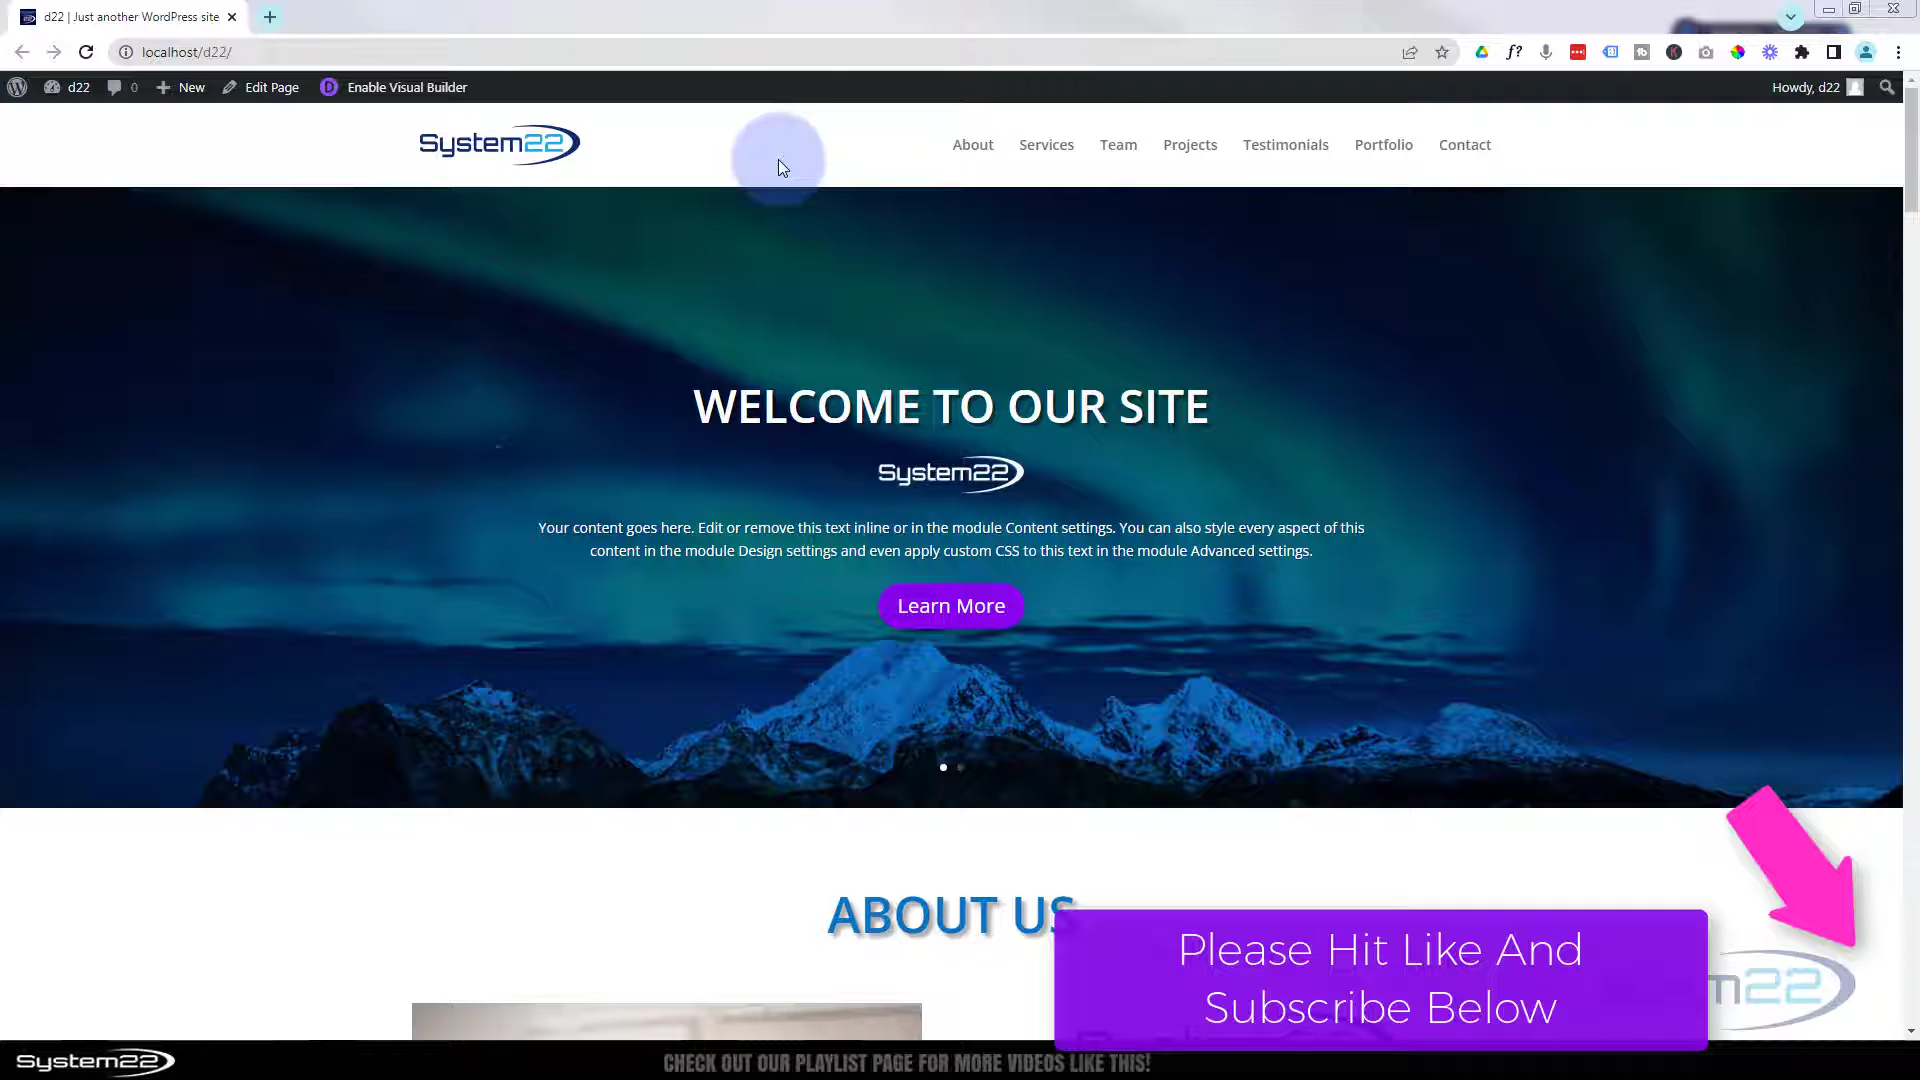 d22 | Just another WordPress site
localhost/d22/
d22
0
New
Edit Page
Enable Visual Builder
Howdy, d22
System22
About
Services
Team
Projects
Testimonials
Portfolio
Contact
WELCOME TO OUR SITE
System22
Your content goes here. Edit or remove this text inline or in the module Content settings. You can also style every aspect of this
content in the module Design settings and even apply custom CSS to this text in the module Advanced settings.
Learn More
ABOUT US
Please Hit Like And
Subscribe Below
System22
CHECK OUT OUR PLAYLIST PAGE FOR MORE VIDEOS LIKE THIS!